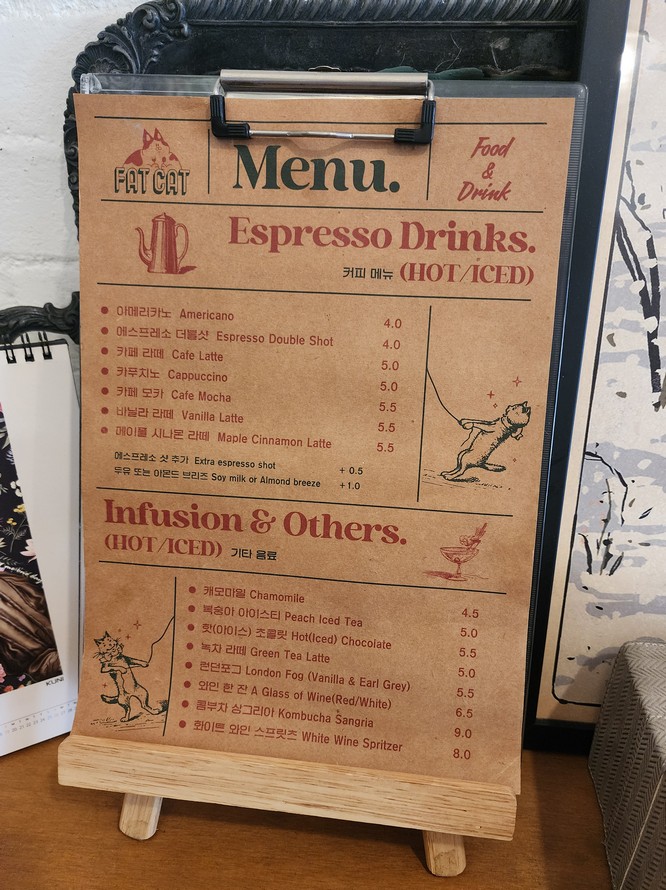 FAT CAT
Menu.
Food
&
Drink
Espresso Drinks.
커피 메뉴 (HOT/ICED)
아메리카노 Americano 4.0
에스프레소 더블샷 Espresso Double Shot 4.0
카페 라떼 Cafe Latte 5.0
카푸치노 Cappuccino 5.0
카페 모카 Cafe Mocha 5.5
바닐라 라떼 Vanilla Latte 5.5
메이플 시나몬 라떼 Maple Cinnamon Latte 5.5
에스프레소 샷 추가 Extra espresso shot + 0.5
두유 또는 아몬드 브리즈 Soy milk or Almond breeze +1.0
Infusion & Others.
(HOT/ICED) 기타 음료
캐모마일 Chamomile 4.5
복숭아 아이스티 Peach Iced Tea 5.0
핫(아이스) 초콜릿 Hot(Iced) Chocolate 5.5
녹차 라떼 Green Tea Latte 5.0
런던포그 London Fog (Vanilla & Earl Grey) 5.5
와인 한 잔 A Glass of Wine(Red/White) 6.5
콤부차 상그리아 Kombucha Sangria 9.0
화이트 와인 스프릿즈 White Wine Spritzer 8.0